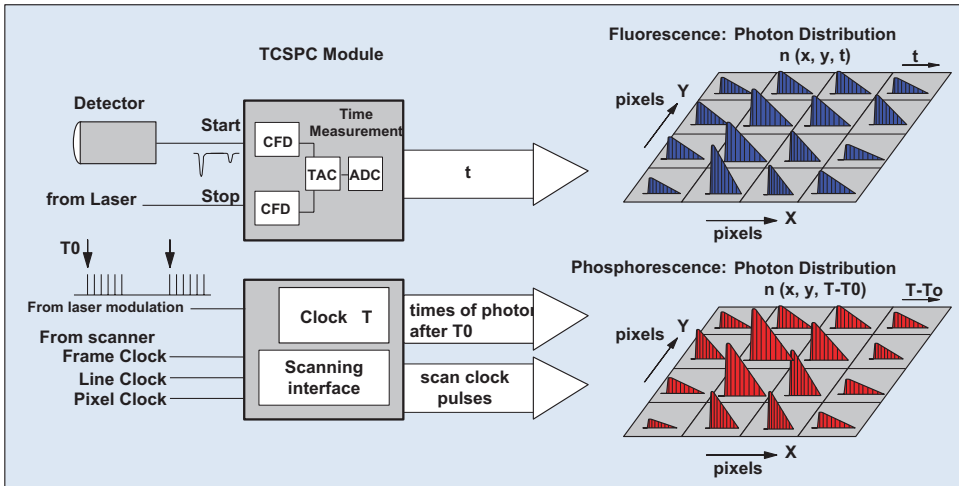 TCSPC Module
Detector
Start
Time
Measurement
CFD
TAC
ADC
from Laser
Stop
CFD
t
T0
From laser modulation
From scanner
Frame Clock
Line Clock
Pixel Clock
Clock T
Scanning
interface
times of photon
after T0
scan clock
pulses
Fluorescence: Photon Distribution
n (x, y, t)
t
pixels
Y
X
pixels
Phosphorescence: Photon Distribution
n (x, y, T-T0)
T-To
pixels
Y
X
pixels